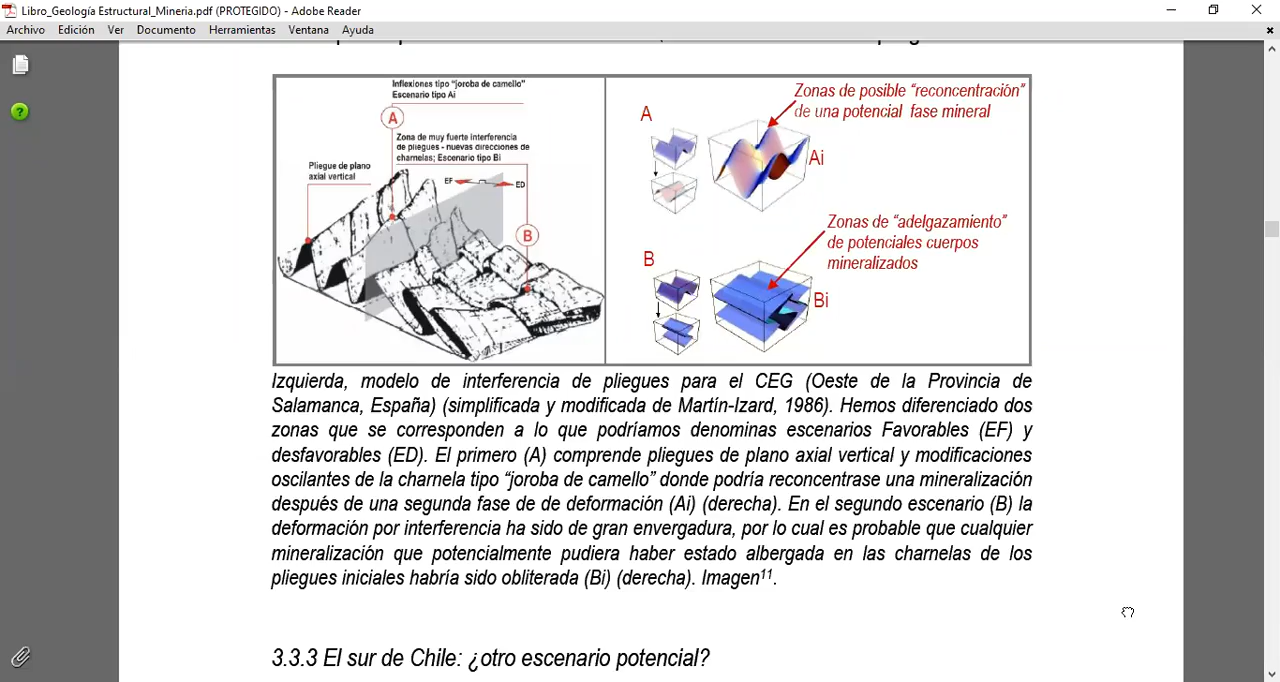 Libro_Geología Estructural_Mineria.pdf (PROTEGIDO) - Adobe Reader
Archivo Edición Ver Documento Herramientas Ventana Ayuda
Inflexiones tipo “joroba de camello”
Escenario tipo Ai
A
Zona de muy fuerte interferencia
de pliegues - nuevas direcciones de
charnelas; Escenario tipo Bi
Pliegue de plano
axial vertical
EF
ED
B
A
Zonas de posible “reconcentración”
de una potencial fase mineral
Ai
B
Zonas de “adelgazamiento”
de potenciales cuerpos
mineralizados
Bi
Izquierda, modelo de interferencia de pliegues para el CEG (Oeste de la Provincia de
Salamanca, España) (simplificada y modificada de Martín-Izard, 1986). Hemos diferenciado dos
zonas que se corresponden a lo que podríamos denominas escenarios Favorables (EF) y
desfavorables (ED). El primero (A) comprende pliegues de plano axial vertical y modificaciones
oscilantes de la charnela tipo “joroba de camello” donde podría reconcentrase una mineralización
después de una segunda fase de de deformación (Ai) (derecha). En el segundo escenario (B) la
deformación por interferencia ha sido de gran envergadura, por lo cual es probable que cualquier
mineralización que potencialmente pudiera haber estado albergada en las charnelas de los
pliegues iniciales habría sido obliterada (Bi) (derecha). Imagen11.
3.3.3 El sur de Chile: ¿otro escenario potencial?